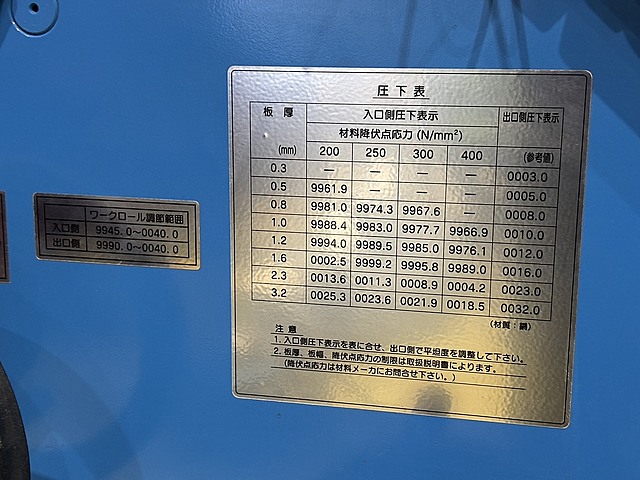 ワークロール調節範囲
入口側 9945.0~0040.0
出口側 9990.0~0040.0
圧下表
板厚 入口側圧下表示 出口側圧下表示
材料降伏点応力 (N/mm²)
(mm) 200 250 300 400 (参考値)
0.3 — — — — 0003.0
0.5 9961.9 — — — 0005.0
0.8 9981.0 9974.3 9967.6 — 0008.0
1.0 9988.4 9983.0 9977.7 9966.9 0010.0
1.2 9994.0 9989.5 9985.0 9976.1 0012.0
1.6 0002.5 9999.2 9995.8 9989.0 0016.0
2.3 0013.6 0011.3 0008.9 0004.2 0023.0
3.2 0025.3 0023.6 0021.9 0018.5 0032.0
(材質:鋼)
注意
1. 入口側圧下表示を表に合せ、出口側で平坦度を調整して下さい。
2. 板厚、板幅、降伏点応力の制限は取扱説明書によります。
(降伏点応力は材料メーカにお問合せ下さい。)